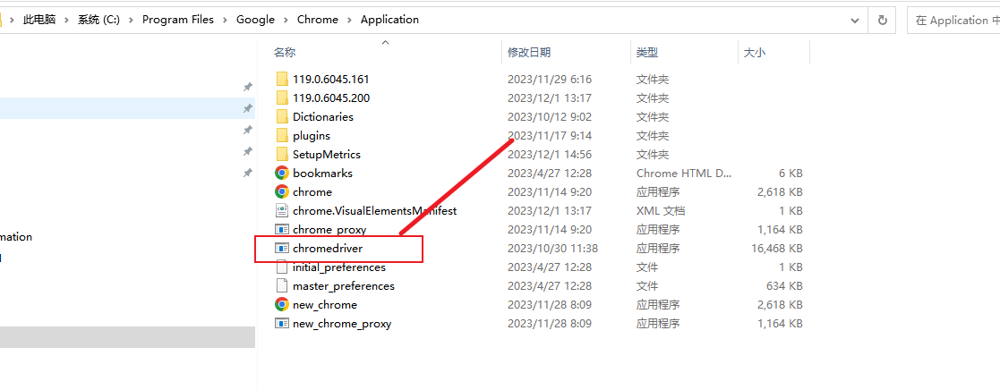 此电脑 > 系统 (C:) > Program Files > Google > Chrome > Application
在 Application 中
名称 修改日期 类型 大小
119.0.6045.161 2023/11/29 6:16 文件夹
119.0.6045.200 2023/12/1 13:17 文件夹
Dictionaries 2023/10/12 9:02 文件夹
plugins 2023/11/17 9:14 文件夹
SetupMetrics 2023/12/1 14:56 文件夹
bookmarks 2023/4/27 12:28 Chrome HTML D... 6 KB
chrome 2023/11/14 9:20 应用程序 2,618 KB
chrome.VisualElementsManifest 2023/12/1 13:17 XML 文档 1 KB
mation
chrome_proxy 2023/11/14 9:20 应用程序 1,164 KB
chromedriver 2023/10/30 11:38 应用程序 16,468 KB
initial_preferences 2023/4/27 12:28 文件 1 KB
master_preferences 2023/4/27 12:28 文件 634 KB
new_chrome 2023/11/28 8:09 应用程序 2,618 KB
new_chrome_proxy 2023/11/28 8:09 应用程序 1,164 KB